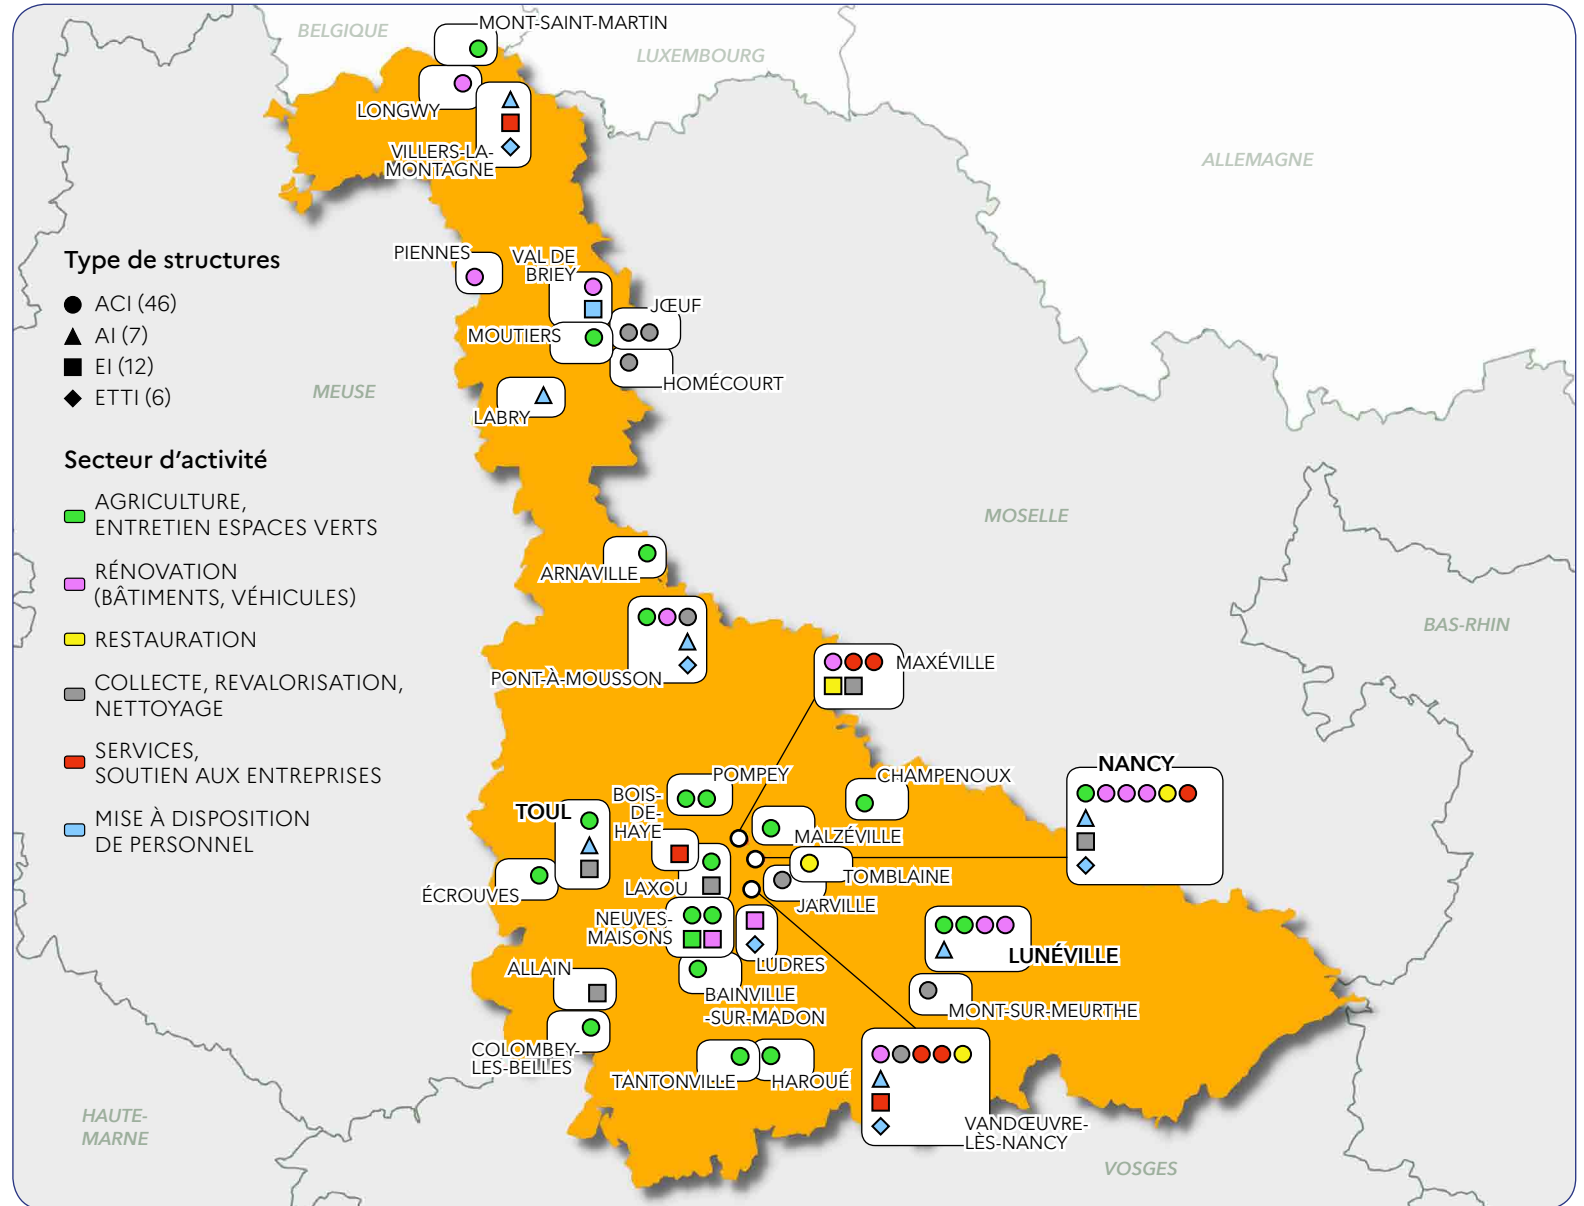 BELGIQUE
MONT-SAINT-MARTIN
LUXEMBOURG
LONGWY
VILLERS-LA-
MONTAGNE
ALLEMAGNE
Type de structures
ACI (46)
AI (7)
EI (12)
ETTI (6)
PIENNES
VAL DE
BRIEY
JŒUF
MOUTIERS
HOMÉCOURT
MEUSE
LABRY
Secteur d’activité
AGRICULTURE,
ENTRETIEN ESPACES VERTS
RÉNOVATION
(BÂTIMENTS, VÉHICULES)
RESTAURATION
COLLECTE, REVALORISATION,
NETTOYAGE
SERVICES,
SOUTIEN AUX ENTREPRISES
MISE À DISPOSITION
DE PERSONNEL
MOSELLE
ARNAVILLE
BAS-RHIN
PONT-À-MOUSSON
MAXÉVILLE
NANCY
POMPEY
CHAMPENOUX
BOIS-
DE-
HAYE
TOUL
MALZÉVILLE
TOMBLAINE
LAXOU
ÉCROUVES
JARVILLE
NEUVES-
MAISONS
LUDRES
LUNÉVILLE
ALLAIN
BAINVILLE
-SUR-MADON
MONT-SUR-MEURTHE
COLOMBEY-
LES-BELLES
TANTONVILLE
HAROUÉ
HAUTE-
MARNE
VANDŒUVRE-
LÈS-NANCY
VOSGES